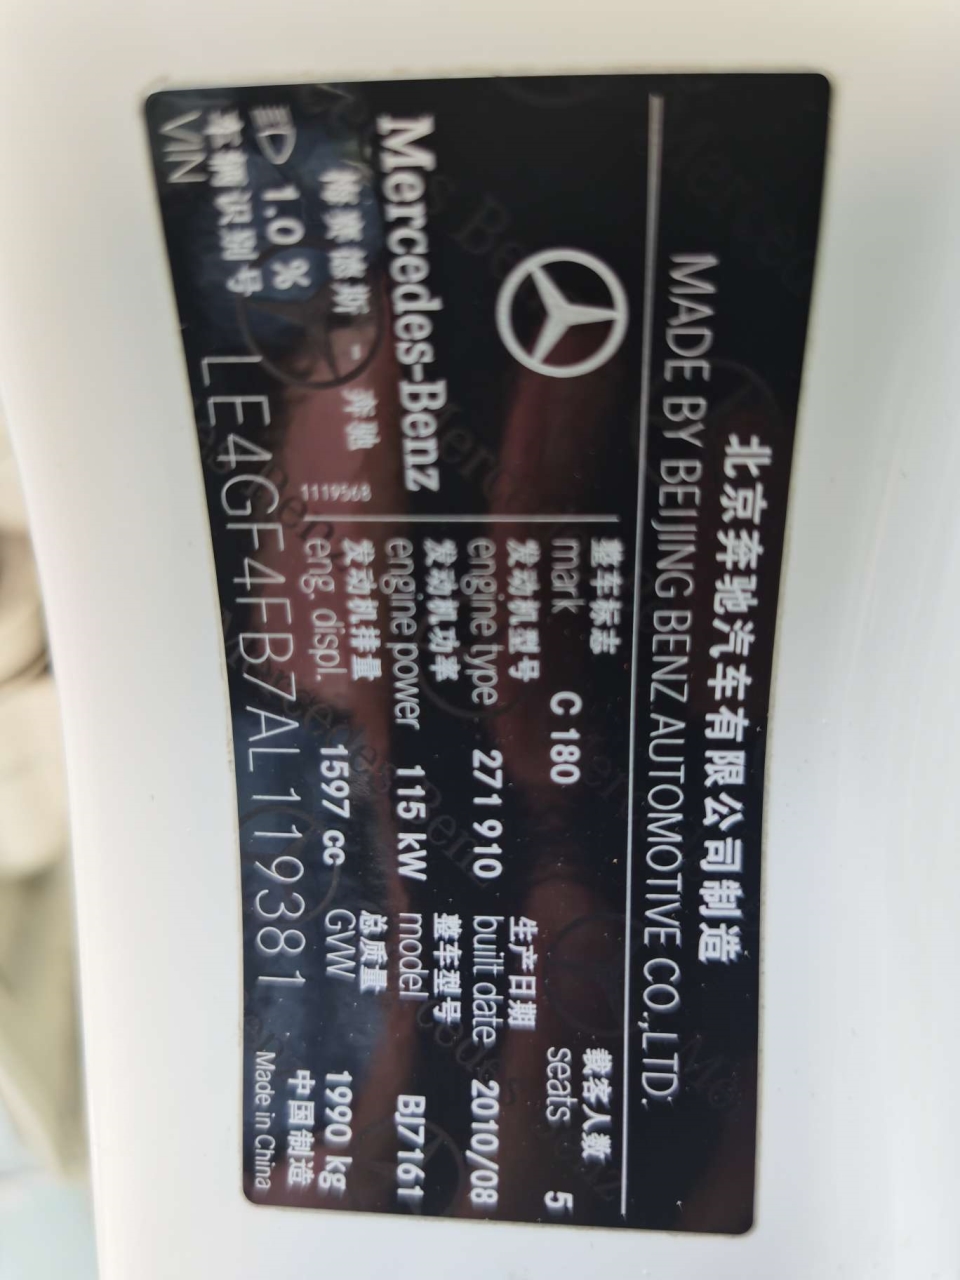 北京奔驰汽车有限公司制造
MADE BY BEIJING BENZ AUTOMOTIVE CO.,LTD.
整车标志
mark C 180
载客人数
seats 5
发动机型号
engine type 271 910
生产日期
built date 2010/08
Mercedes-Benz
梅赛德斯 - 奔驰
发动机功率
engine power 115 kW
整车型号
model BJ7161
1119568
发动机排量
eng. displ. 1597 cc
总质量
GVW 1990 kg
1.0 %
中国制造
Made in China
车辆识别号
VIN LE4GF4FB7AL119381